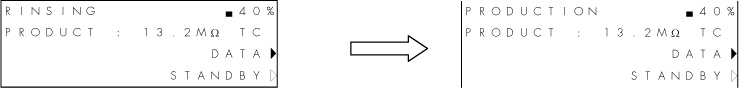 RINSING ▄ 40%
PRODUCT : 13.2MΩ TC
DATA
STANDBY
PRODUCTION ▄ 40%
PRODUCT : 13.2MΩ TC
DATA
STANDBY